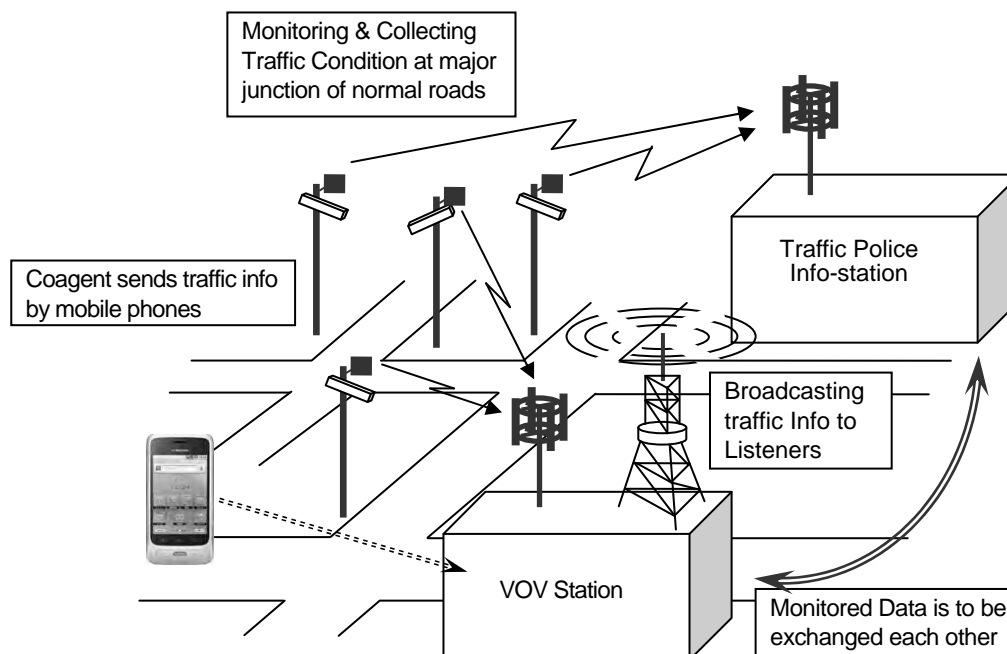 Monitoring & Collecting
Traffic Condition at major
junction of normal roads
Traffic Police
Info-station
Coagent sends traffic info
by mobile phones
Broadcasting
traffic Info to
Listeners
VOV Station
Monitored Data is to be
exchanged each other